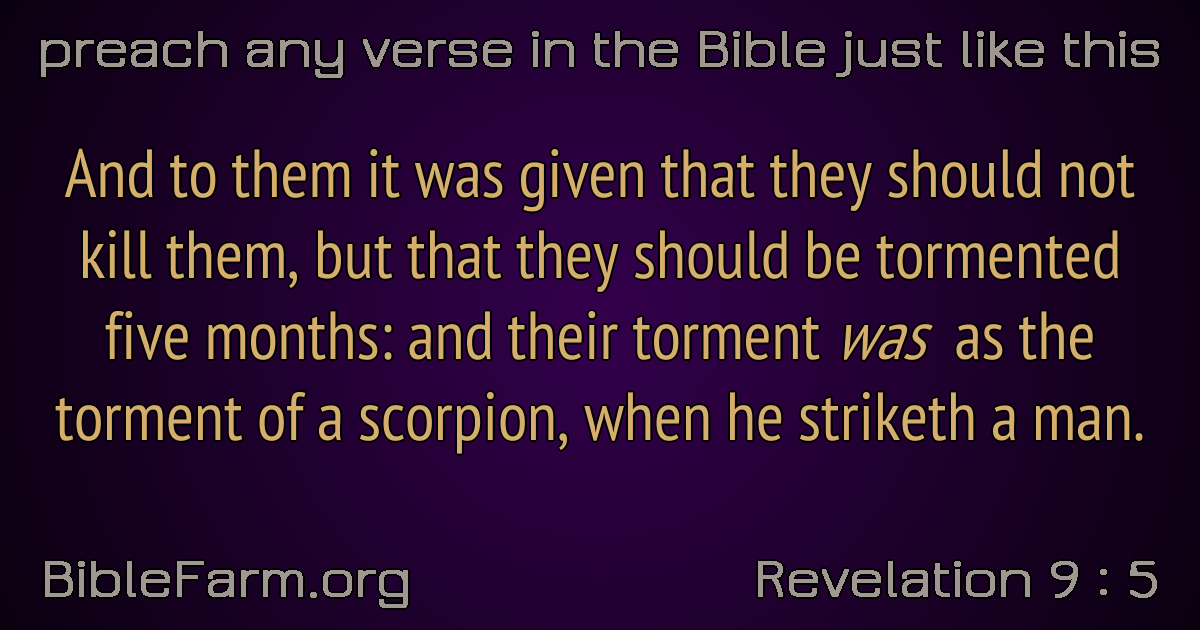 preach any verse in the Bible just like this
And to them it was given that they should not
kill them, but that they should be tormented
five months: and their torment was as the
torment of a scorpion, when he striketh a man.
BibleFarm.org
Revelation 9 : 5